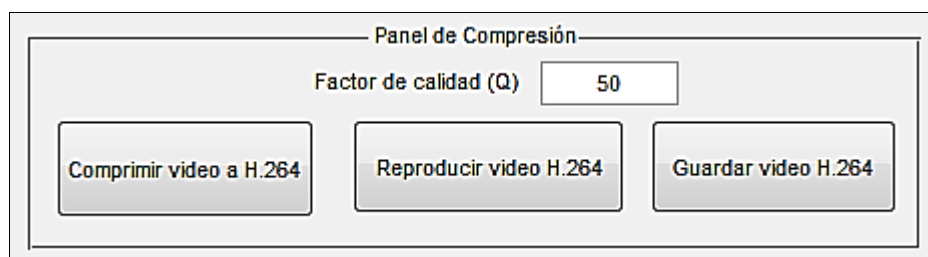 Panel de Compresión
Factor de calidad (Q) 50
Comprimir video a H.264 Reproducir video H.264 Guardar video H.264